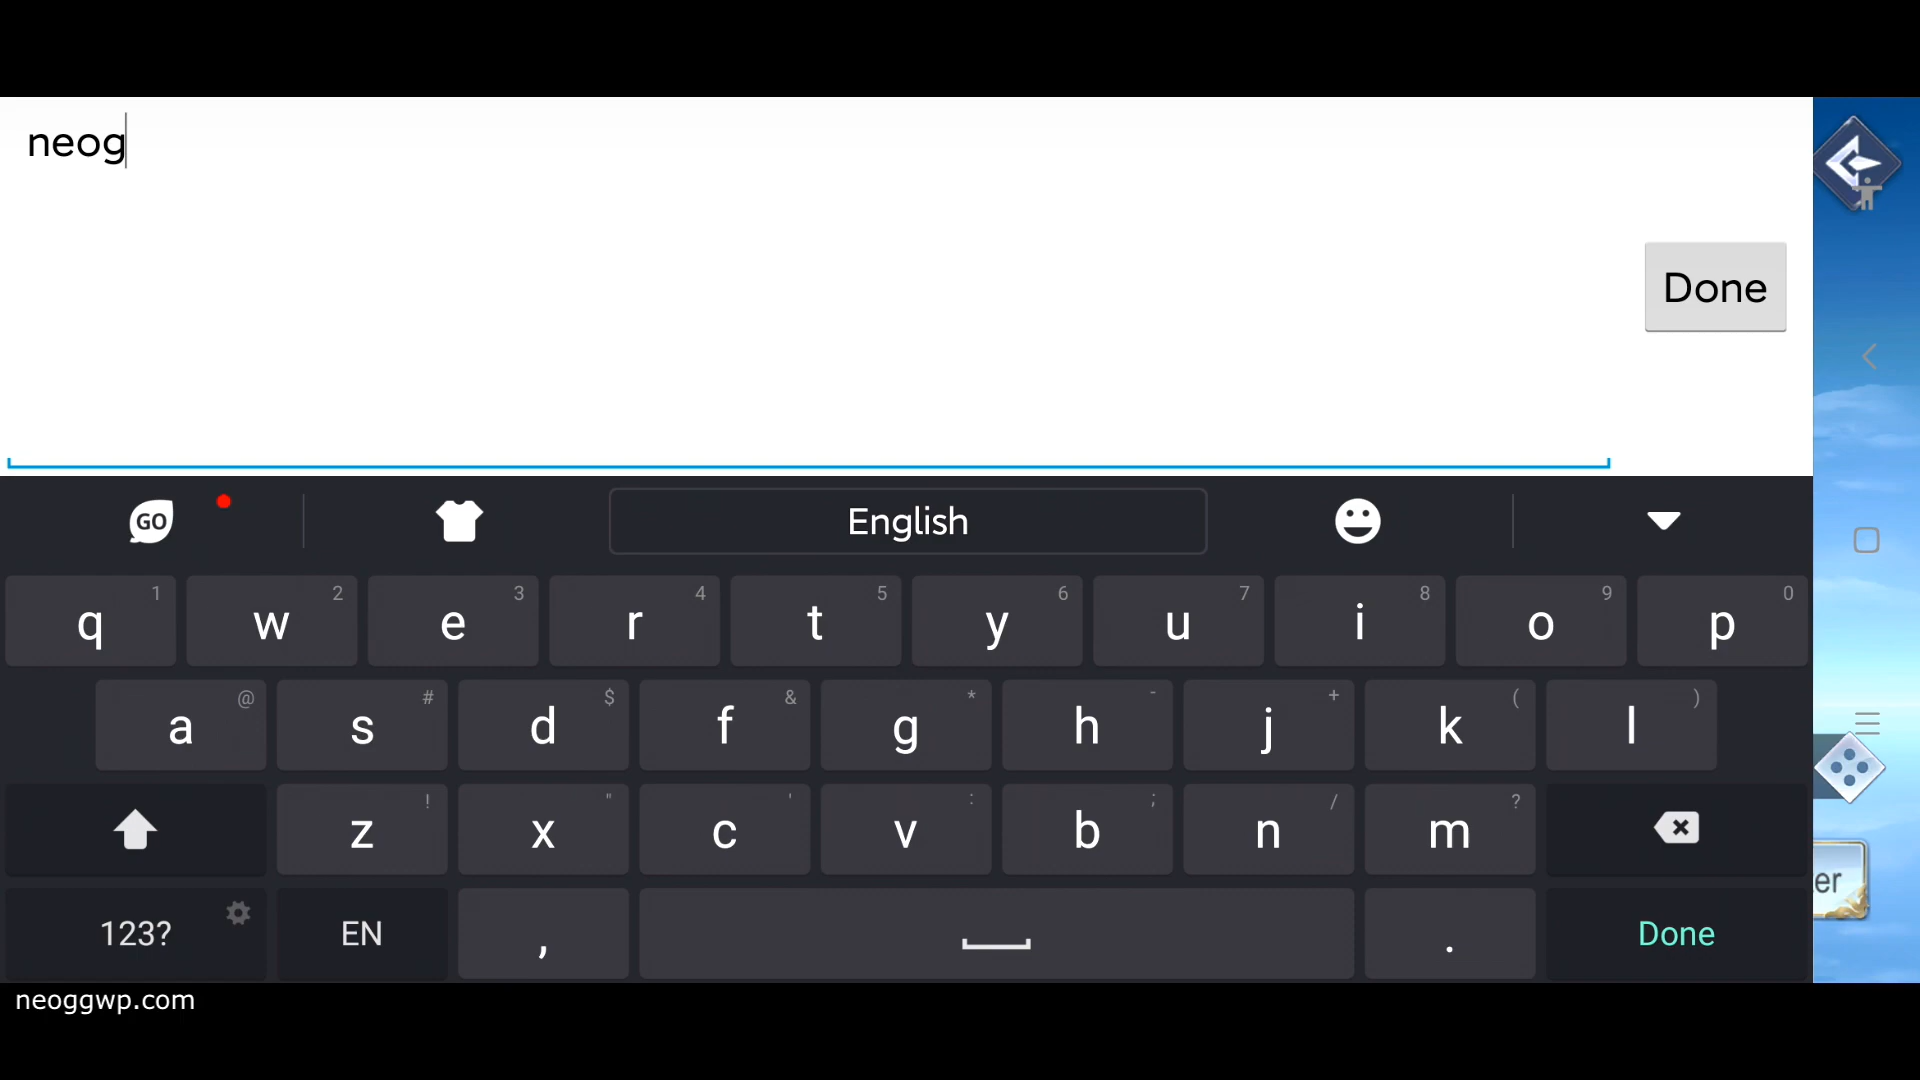 neog
Done
GO
English
q 1 w 2 e 3 r 4 t 5 y 6 u 7 i 8 o 9 p 0
a @ s # d $ f & g * h - j + k ( l )
z ! x " c ' v : b ; n / m ?
er
123? EN , . Done
neoggwp.com